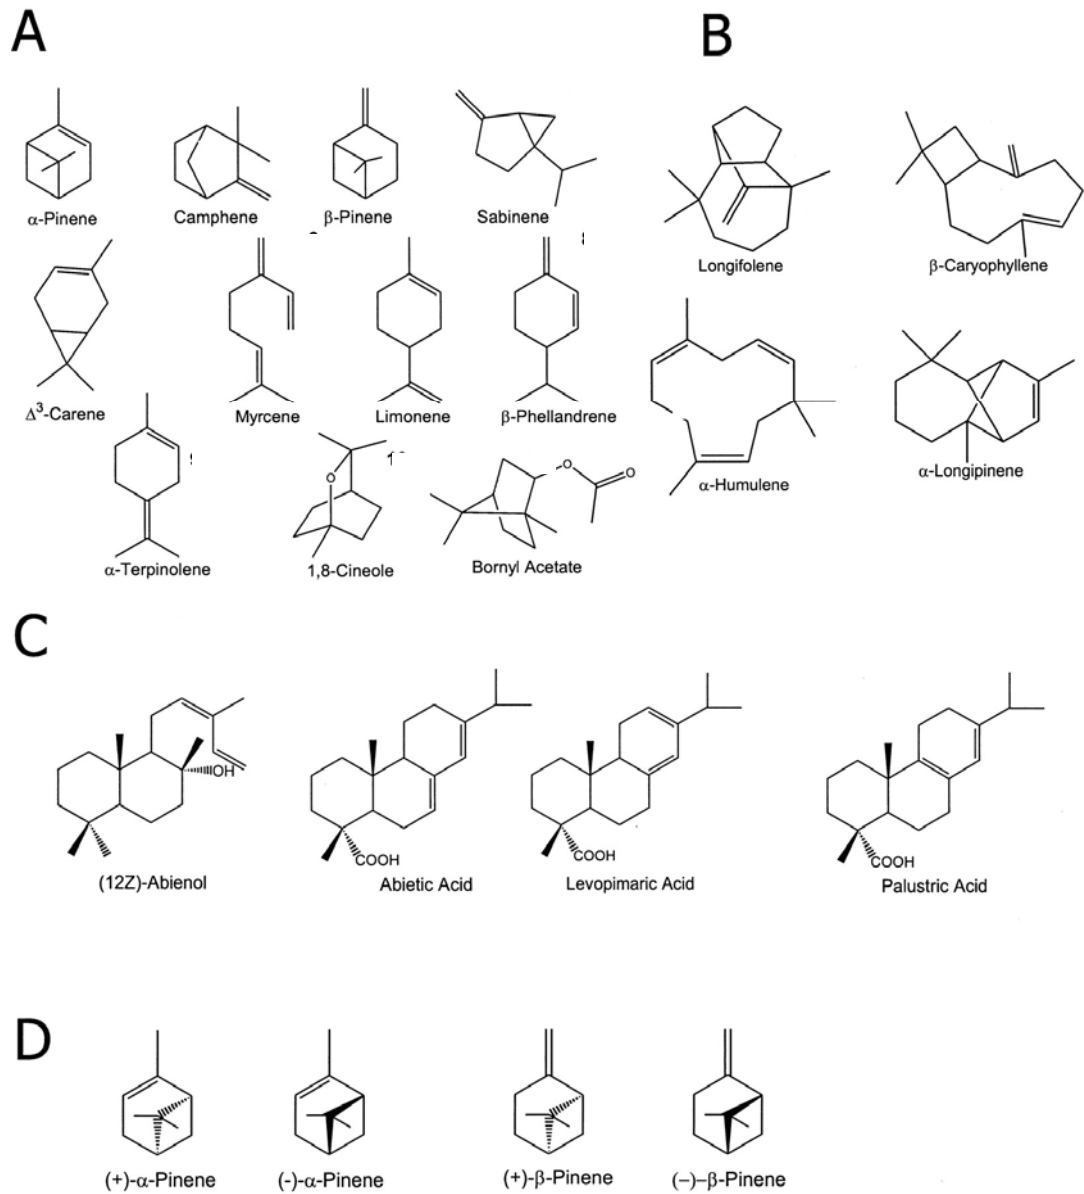 A
B
α-Pinene
Camphene
β-Pinene
Sabinene
Longifolene
β-Caryophyllene
Δ³-Carene
Myrcene
Limonene
β-Phellandrene
O
O
O
α-Humulene
α-Longipinene
α-Terpinolene
1,8-Cineole
Bornyl Acetate
C
OH
COOH
COOH
COOH
(12Z)-Abienol
Abietic Acid
Levopimaric Acid
Palustric Acid
D
(+)-α-Pinene
(-)-α-Pinene
(+)-β-Pinene
(–)–β-Pinene